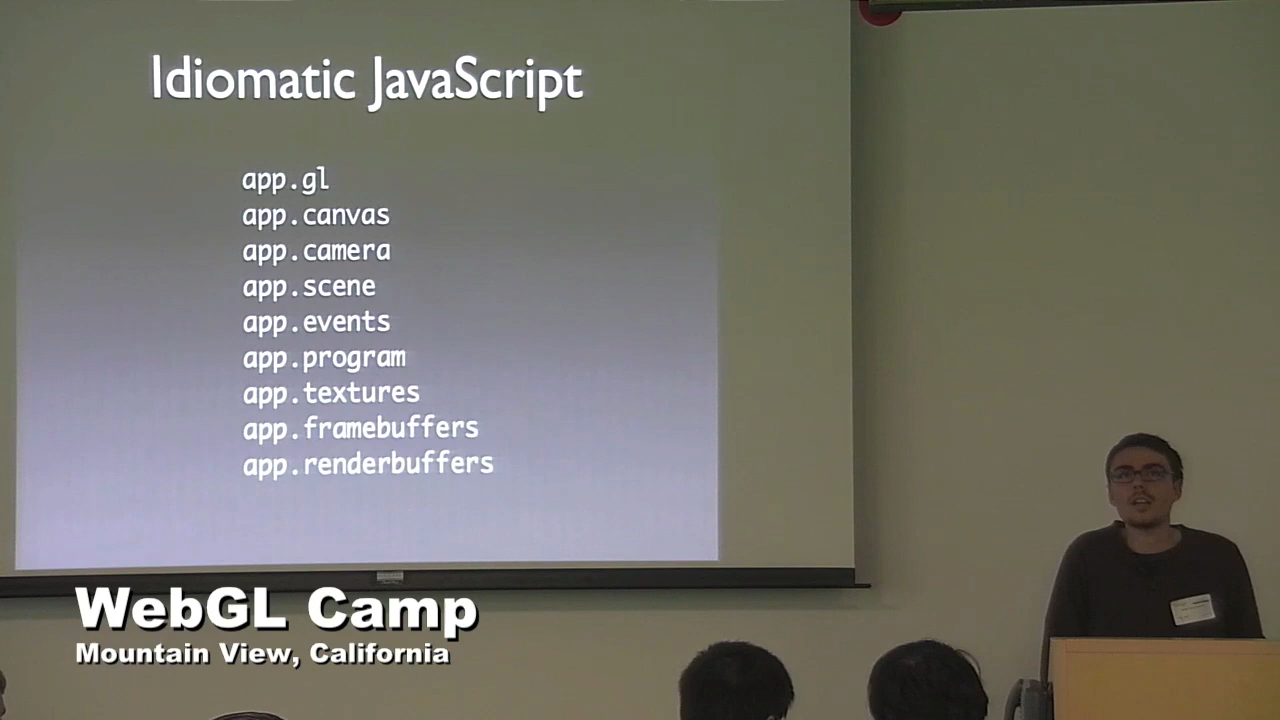 Idiomatic JavaScript
app.gl
app.canvas
app.camera
app.scene
app.events
app.program
app.textures
app.framebuffers
app.renderbuffers
WebGL Camp
Mountain View, California